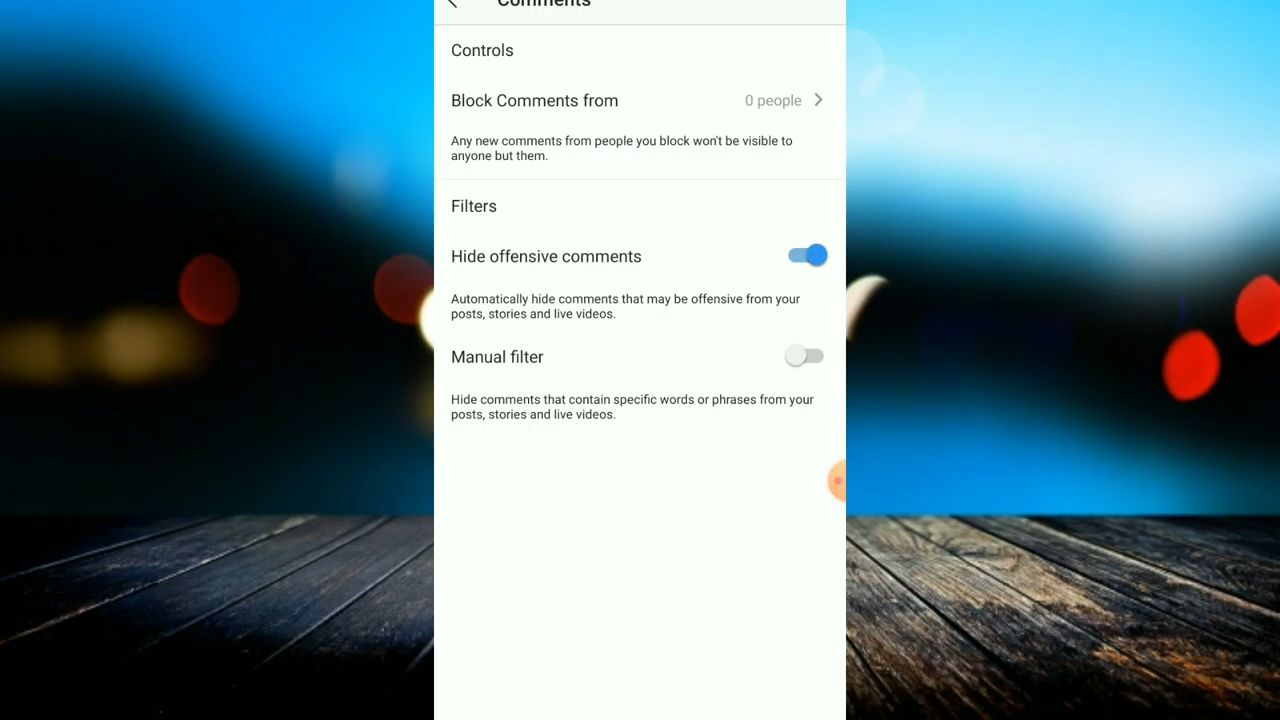 Comments
Controls
Block Comments from
0 people
Any new comments from people you block won't be visible to
anyone but them.
Filters
Hide offensive comments
Automatically hide comments that may be offensive from your
posts, stories and live videos.
Manual filter
Hide comments that contain specific words or phrases from your
posts, stories and live videos.